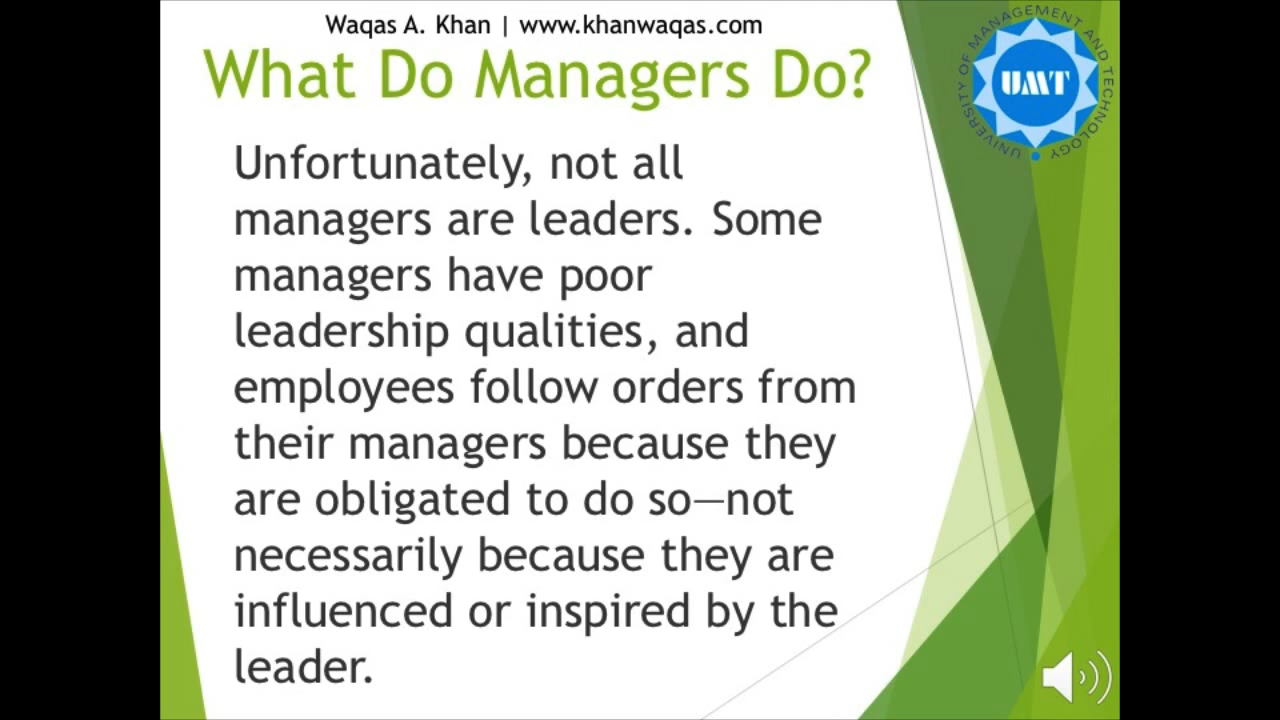 Waqas A. Khan | www.khanwaqas.com
What Do Managers Do?
UNIVERSITY OF MANAGEMENT AND TECHNOLOGY
UMT
Unfortunately, not all
managers are leaders. Some
managers have poor
leadership qualities, and
employees follow orders from
their managers because they
are obligated to do so—not
necessarily because they are
influenced or inspired by the
leader.